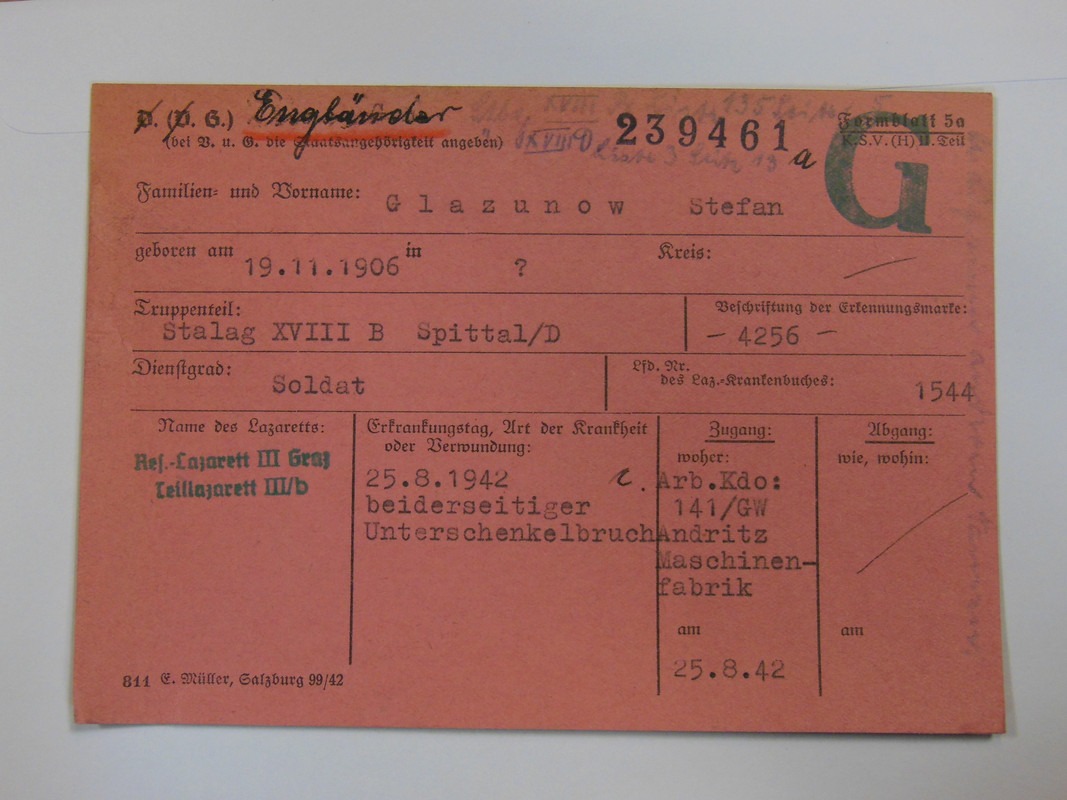 D. (V. G.) Engländer
239461 a
Formblatt 5a
(bei V. u. G. die Staatsangehörigkeit angeben) XVIII D
K.S.V. (H) II. Teil
G
Familien- und Vorname: Glazunow Stefan
geboren am 19.11.1906 in ? Kreis: —
Truppenteil: Stalag XVIII B Spittal/D
Beschriftung der Erkennungsmarke: - 4256 -
Dienstgrad: Soldat
Lfd. Nr.
des Laz.-Krankenbuches: 1544
Name des Lazaretts:
Res.-Lazarett III Graz
Teillazarett III/b
Erkrankungstag, Art der Krankheit
oder Verwundung:
25.8.1942
beiderseitiger
Unterschenkelbruch
Zugang:
woher:
Arb.Kdo:
141/GW
Andritz
Maschinen-
fabrik
am
25.8.42
Abgang:
wie, wohin:
am
811 E. Müller, Salzburg 99/42